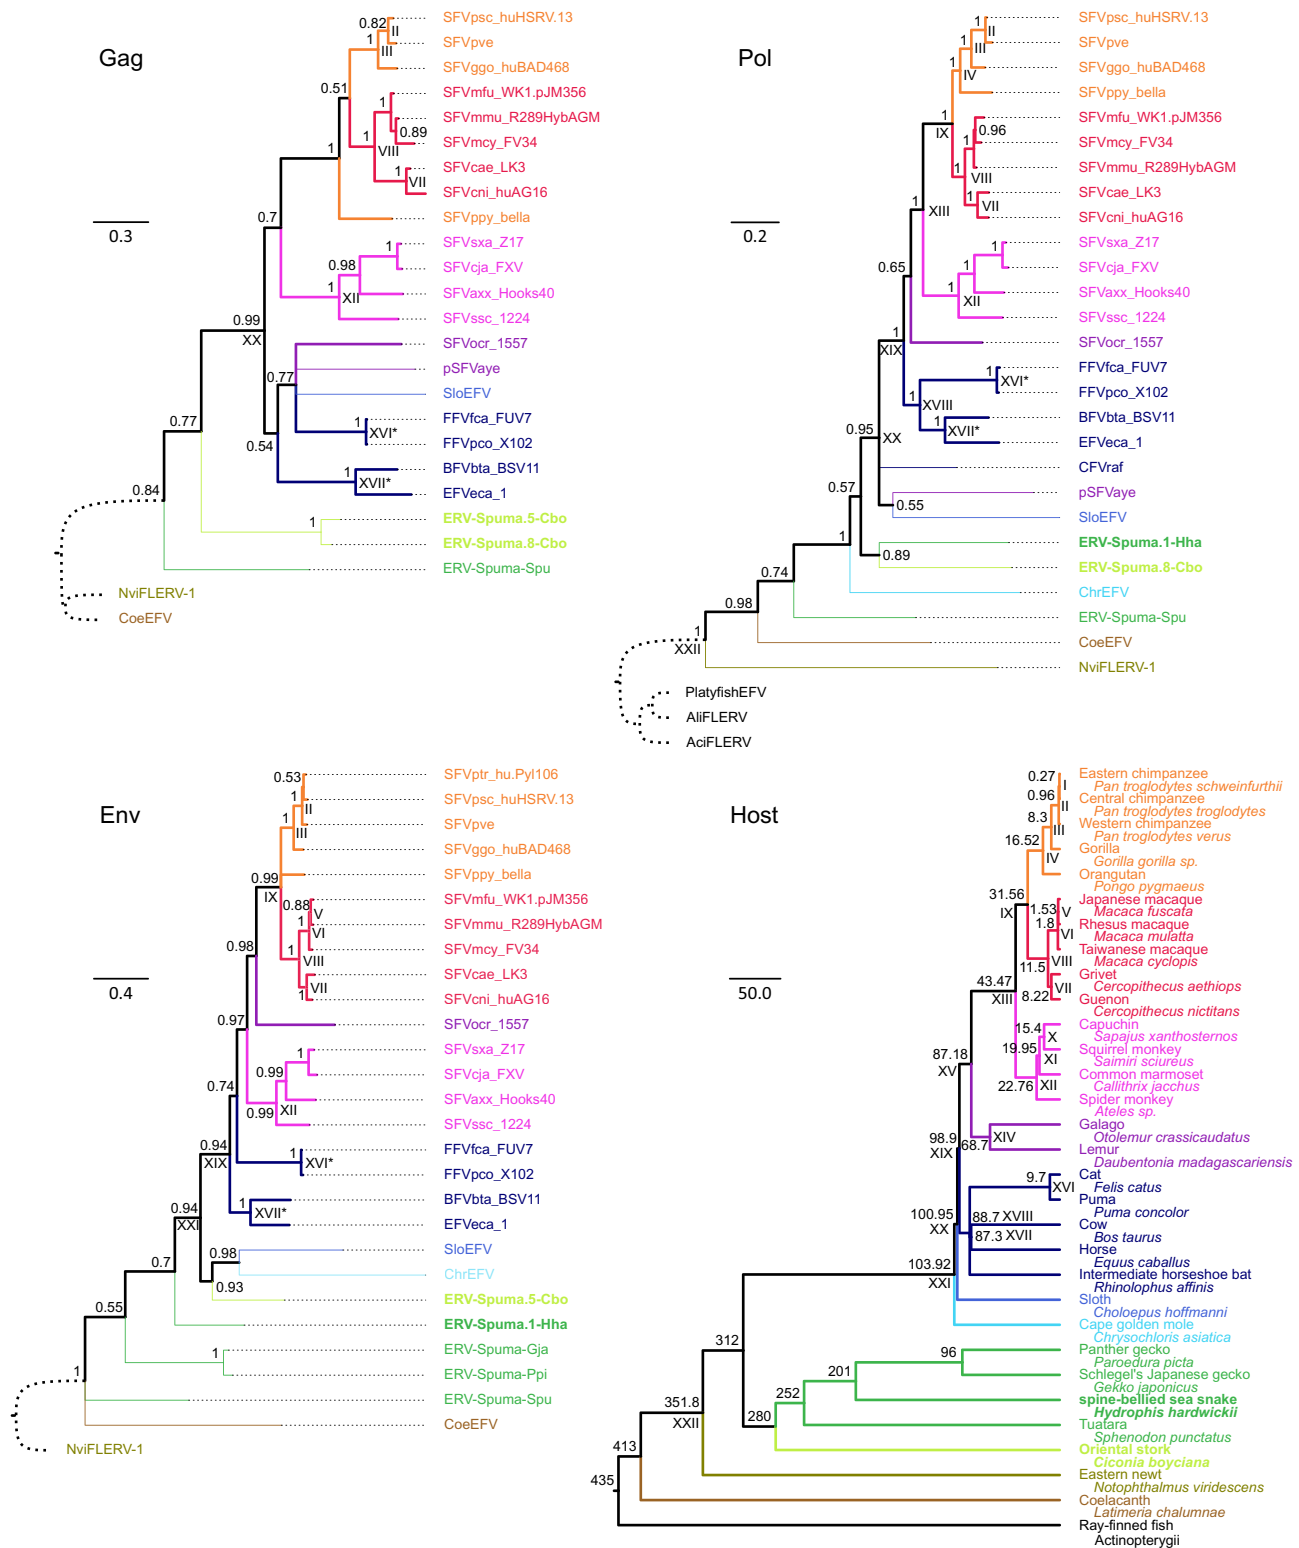 Gag
0.82
II
SFVpsc_huHSRV.13
1
III
SFVpve
SFVggo_huBAD468
0.51
1
SFVmfu_WK1.pJM356
SFVmmu_R289HybAGM
0.89
1
VIII
SFVmcy_FV34
1
SFVcae_LK3
1
VII
SFVcni_huAG16
0.7
SFVppy_bella
0.3
1
SFVsxa_Z17
0.98
SFVcja_FXV
1
XII
SFVaxx_Hooks40
0.99
XX
SFVssc_1224
SFVocr_1557
0.77
pSFVaye
SloEFV
0.77
1
XVI*
FFVfca_FUV7
FFVpco_X102
0.54
1
XVII*
BFVbta_BSV11
EFVeca_1
0.84
1
ERV-Spuma.5-Cbo
ERV-Spuma.8-Cbo
ERV-Spuma-Spu
NviFLERV-1
CoeEFV
Pol
1
II
SFVpsc_huHSRV.13
1
III
SFVpve
1
IV
SFVggo_huBAD468
1
SFVppy_bella
1
IX
SFVmfu_WK1.pJM356
0.96
1
SFVmcy_FV34
1
VIII
SFVmmu_R289HybAGM
1
VII
SFVcae_LK3
1
XIII
SFVcni_huAG16
0.2
1
SFVsxa_Z17
0.65
1
SFVcja_FXV
1
XII
SFVaxx_Hooks40
SFVssc_1224
1
XIX
SFVocr_1557
1
XVI*
FFVfca_FUV7
FFVpco_X102
1
XVIII
1
XVII*
BFVbta_BSV11
0.95
XX
EFVeca_1
CFVraf
0.57
pSFVaye
0.55
SloEFV
1
ERV-Spuma.1-Hha
0.89
ERV-Spuma.8-Cbo
0.74
ChrEFV
0.98
ERV-Spuma-Spu
1
XXII
CoeEFV
NviFLERV-1
PlatyfishEFV
AliFLERV
AciFLERV
Env
0.53
SFVptr_hu.Pyl106
1
II
SFVpsc_huHSRV.13
1
III
SFVpve
SFVggo_huBAD468
0.99
IX
SFVppy_bella
0.88
V
SFVmfu_WK1.pJM356
1
VI
SFVmmu_R289HybAGM
0.98
1
VIII
SFVmcy_FV34
0.4
VII
SFVcae_LK3
1
SFVcni_huAG16
0.97
SFVocr_1557
1
SFVsxa_Z17
0.99
SFVcja_FXV
0.74
0.99
XII
SFVaxx_Hooks40
SFVssc_1224
0.94
XIX
1
XVI*
FFVfca_FUV7
FFVpco_X102
0.94
XXI
1
XVII*
BFVbta_BSV11
EFVeca_1
0.7
0.98
SloEFV
ChrEFV
0.93
ERV-Spuma.5-Cbo
0.55
ERV-Spuma.1-Hha
1
ERV-Spuma-Gja
1
ERV-Spuma-Ppi
ERV-Spuma-Spu
CoeEFV
NviFLERV-1
Host
0.27
I
Eastern chimpanzee
Pan troglodytes schweinfurthii
0.96
II
Central chimpanzee
Pan troglodytes troglodytes
8.3
III
Western chimpanzee
Pan troglodytes verus
16.52
IV
Gorilla
Gorilla gorilla sp.
Orangutan
Pongo pygmaeus
31.56
IX
1.53
V
Japanese macaque
Macaca fuscata
1.8
VI
Rhesus macaque
Macaca mulatta
11.5
VIII
Taiwanese macaque
Macaca cyclopis
43.47
XIII
8.22
VII
Grivet
Cercopithecus aethiops
50.0
Guenon
Cercopithecus nictitans
15.4
X
Capuchin
Sapajus xanthosternos
19.95
XI
Squirrel monkey
Saimiri sciureus
87.18
XV
22.76
XII
Common marmoset
Callithrix jacchus
Spider monkey
Ateles sp.
98.9
XIX
68.7
XIV
Galago
Otolemur crassicaudatus
Lemur
Daubentonia madagascariensis
9.7
XVI
Cat
Felis catus
Puma
Puma concolor
100.95
XX
88.7 XVIII
Cow
Bos taurus
87.3 XVII
Horse
Equus caballus
103.92
XXI
Intermediate horseshoe bat
Rhinolophus affinis
Sloth
Choloepus hoffmanni
Cape golden mole
Chrysochloris asiatica
312
96
Panther gecko
Paroedura picta
201
Schlegel's Japanese gecko
Gekko japonicus
351.8
XXII
252
spine-bellied sea snake
Hydrophis hardwickii
280
Tuatara
Sphenodon punctatus
413
Oriental stork
Ciconia boyciana
435
Eastern newt
Notophthalmus viridescens
Coelacanth
Latimeria chalumnae
Ray-finned fish
Actinopterygii